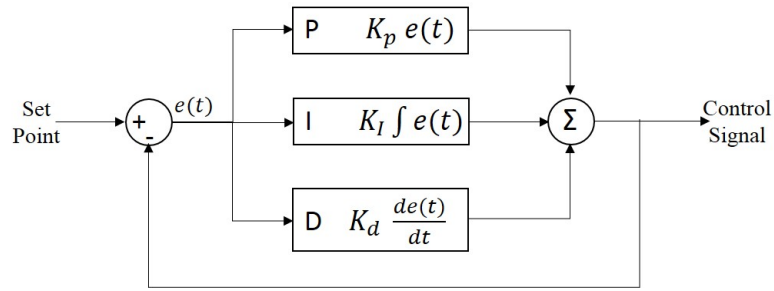 P K_p e(t)
Set
Point
+
-
e(t)
I K_I ∫ e(t)
Σ
Control
Signal
D K_d de(t)/dt